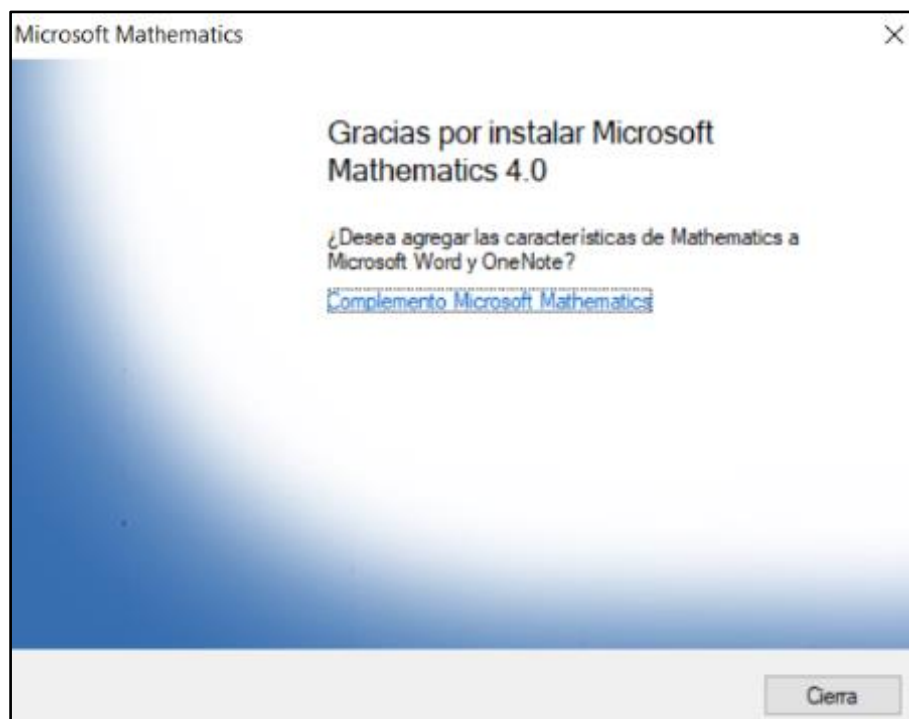 Microsoft Mathematics
Gracias por instalar Microsoft
Mathematics 4.0
¿Desea agregar las características de Mathematics a
Microsoft Word y OneNote?
Complemento Microsoft Mathematics
Cierra